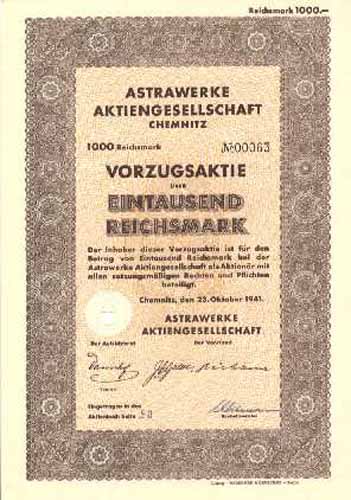 Reichsmark 1000.—
ASTRAWERKE
AKTIENGESELLSCHAFT
CHEMNITZ
1000 Reichsmark № 00063
VORZUGSAKTIE
ÜBER
EINTAUSEND
REICHSMARK
Der Inhaber dieser Vorzugsaktie ist für den
Betrag von Eintausend Reichsmark bei der
Astrawerke Aktiengesellschaft als Aktionär mit
allen satzungsmäßigen Rechten und Pflichten
beteiligt.
Chemnitz, den 23. Oktober 1941.
ASTRAWERKE
AKTIENGESELLSCHAFT
Der Aufsichtsrat Der Vorstand
Eingetragen in das
Aktienbuch Seite